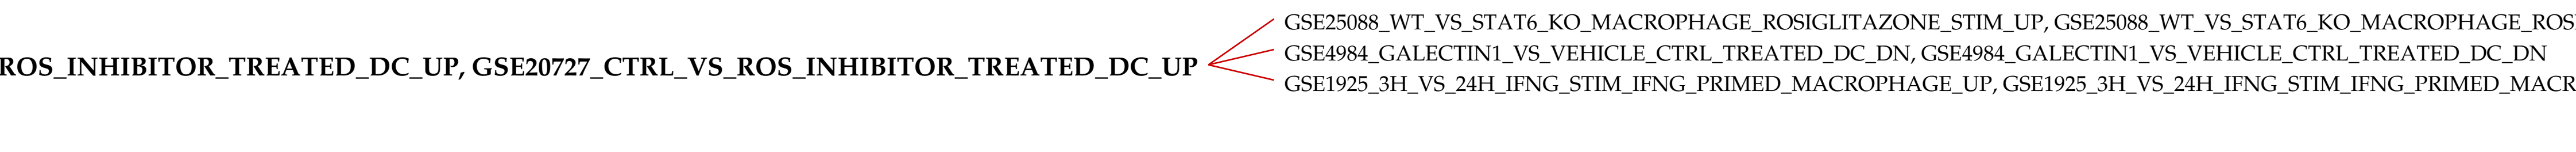 ROS_INHIBITOR_TREATED_DC_UP, GSE20727_CTRL_VS_ROS_INHIBITOR_TREATED_DC_UP
GSE25088_WT_VS_STAT6_KO_MACROPHAGE_ROSIGLITAZONE_STIM_UP, GSE25088_WT_VS_STAT6_KO_MACROPHAGE_ROS
GSE4984_GALECTIN1_VS_VEHICLE_CTRL_TREATED_DC_DN, GSE4984_GALECTIN1_VS_VEHICLE_CTRL_TREATED_DC_DN
GSE1925_3H_VS_24H_IFNG_STIM_IFNG_PRIMED_MACROPHAGE_UP, GSE1925_3H_VS_24H_IFNG_STIM_IFNG_PRIMED_MACR